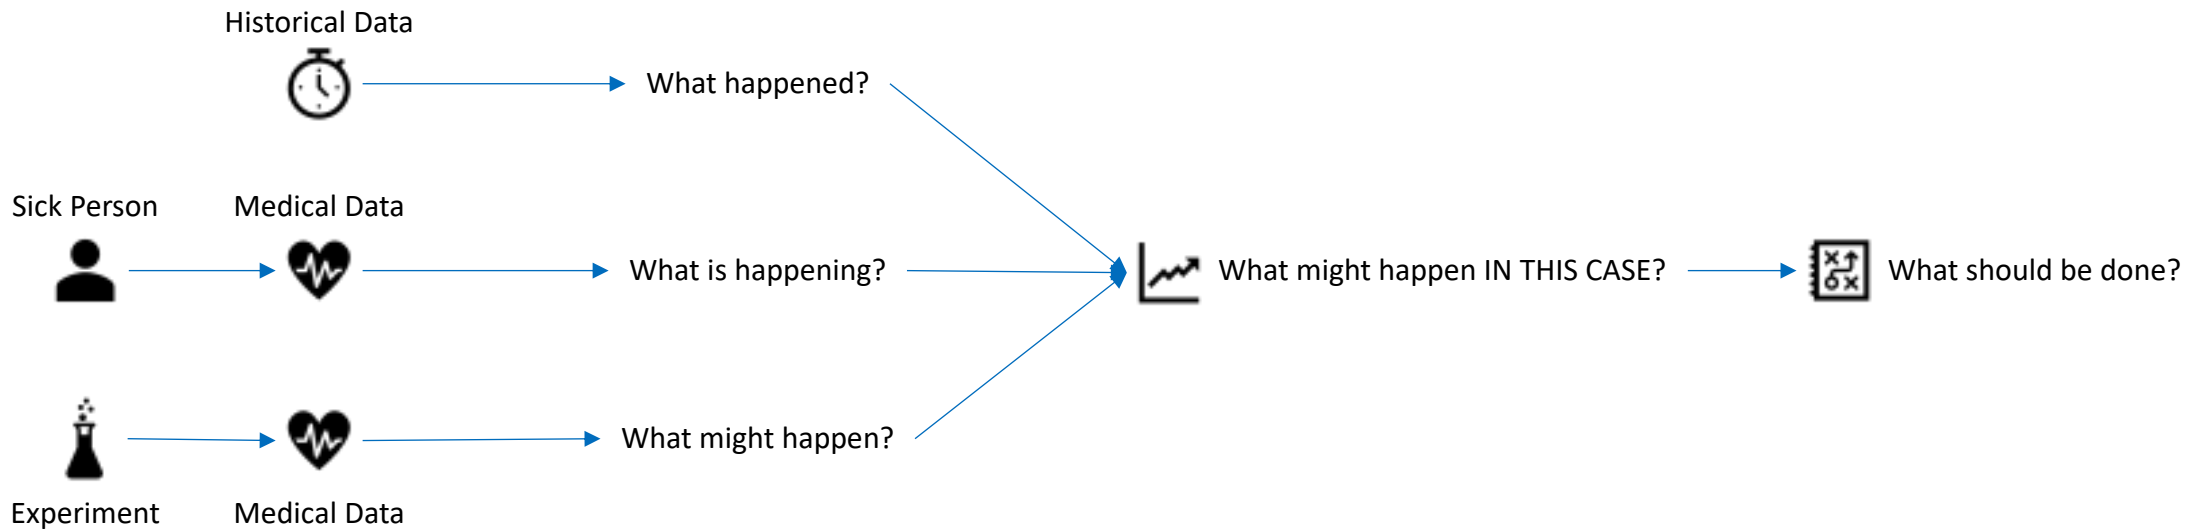 Historical Data
What happened?
Sick Person
Medical Data
What is happening?
What might happen IN THIS CASE?
What should be done?
What might happen?
Experiment
Medical Data